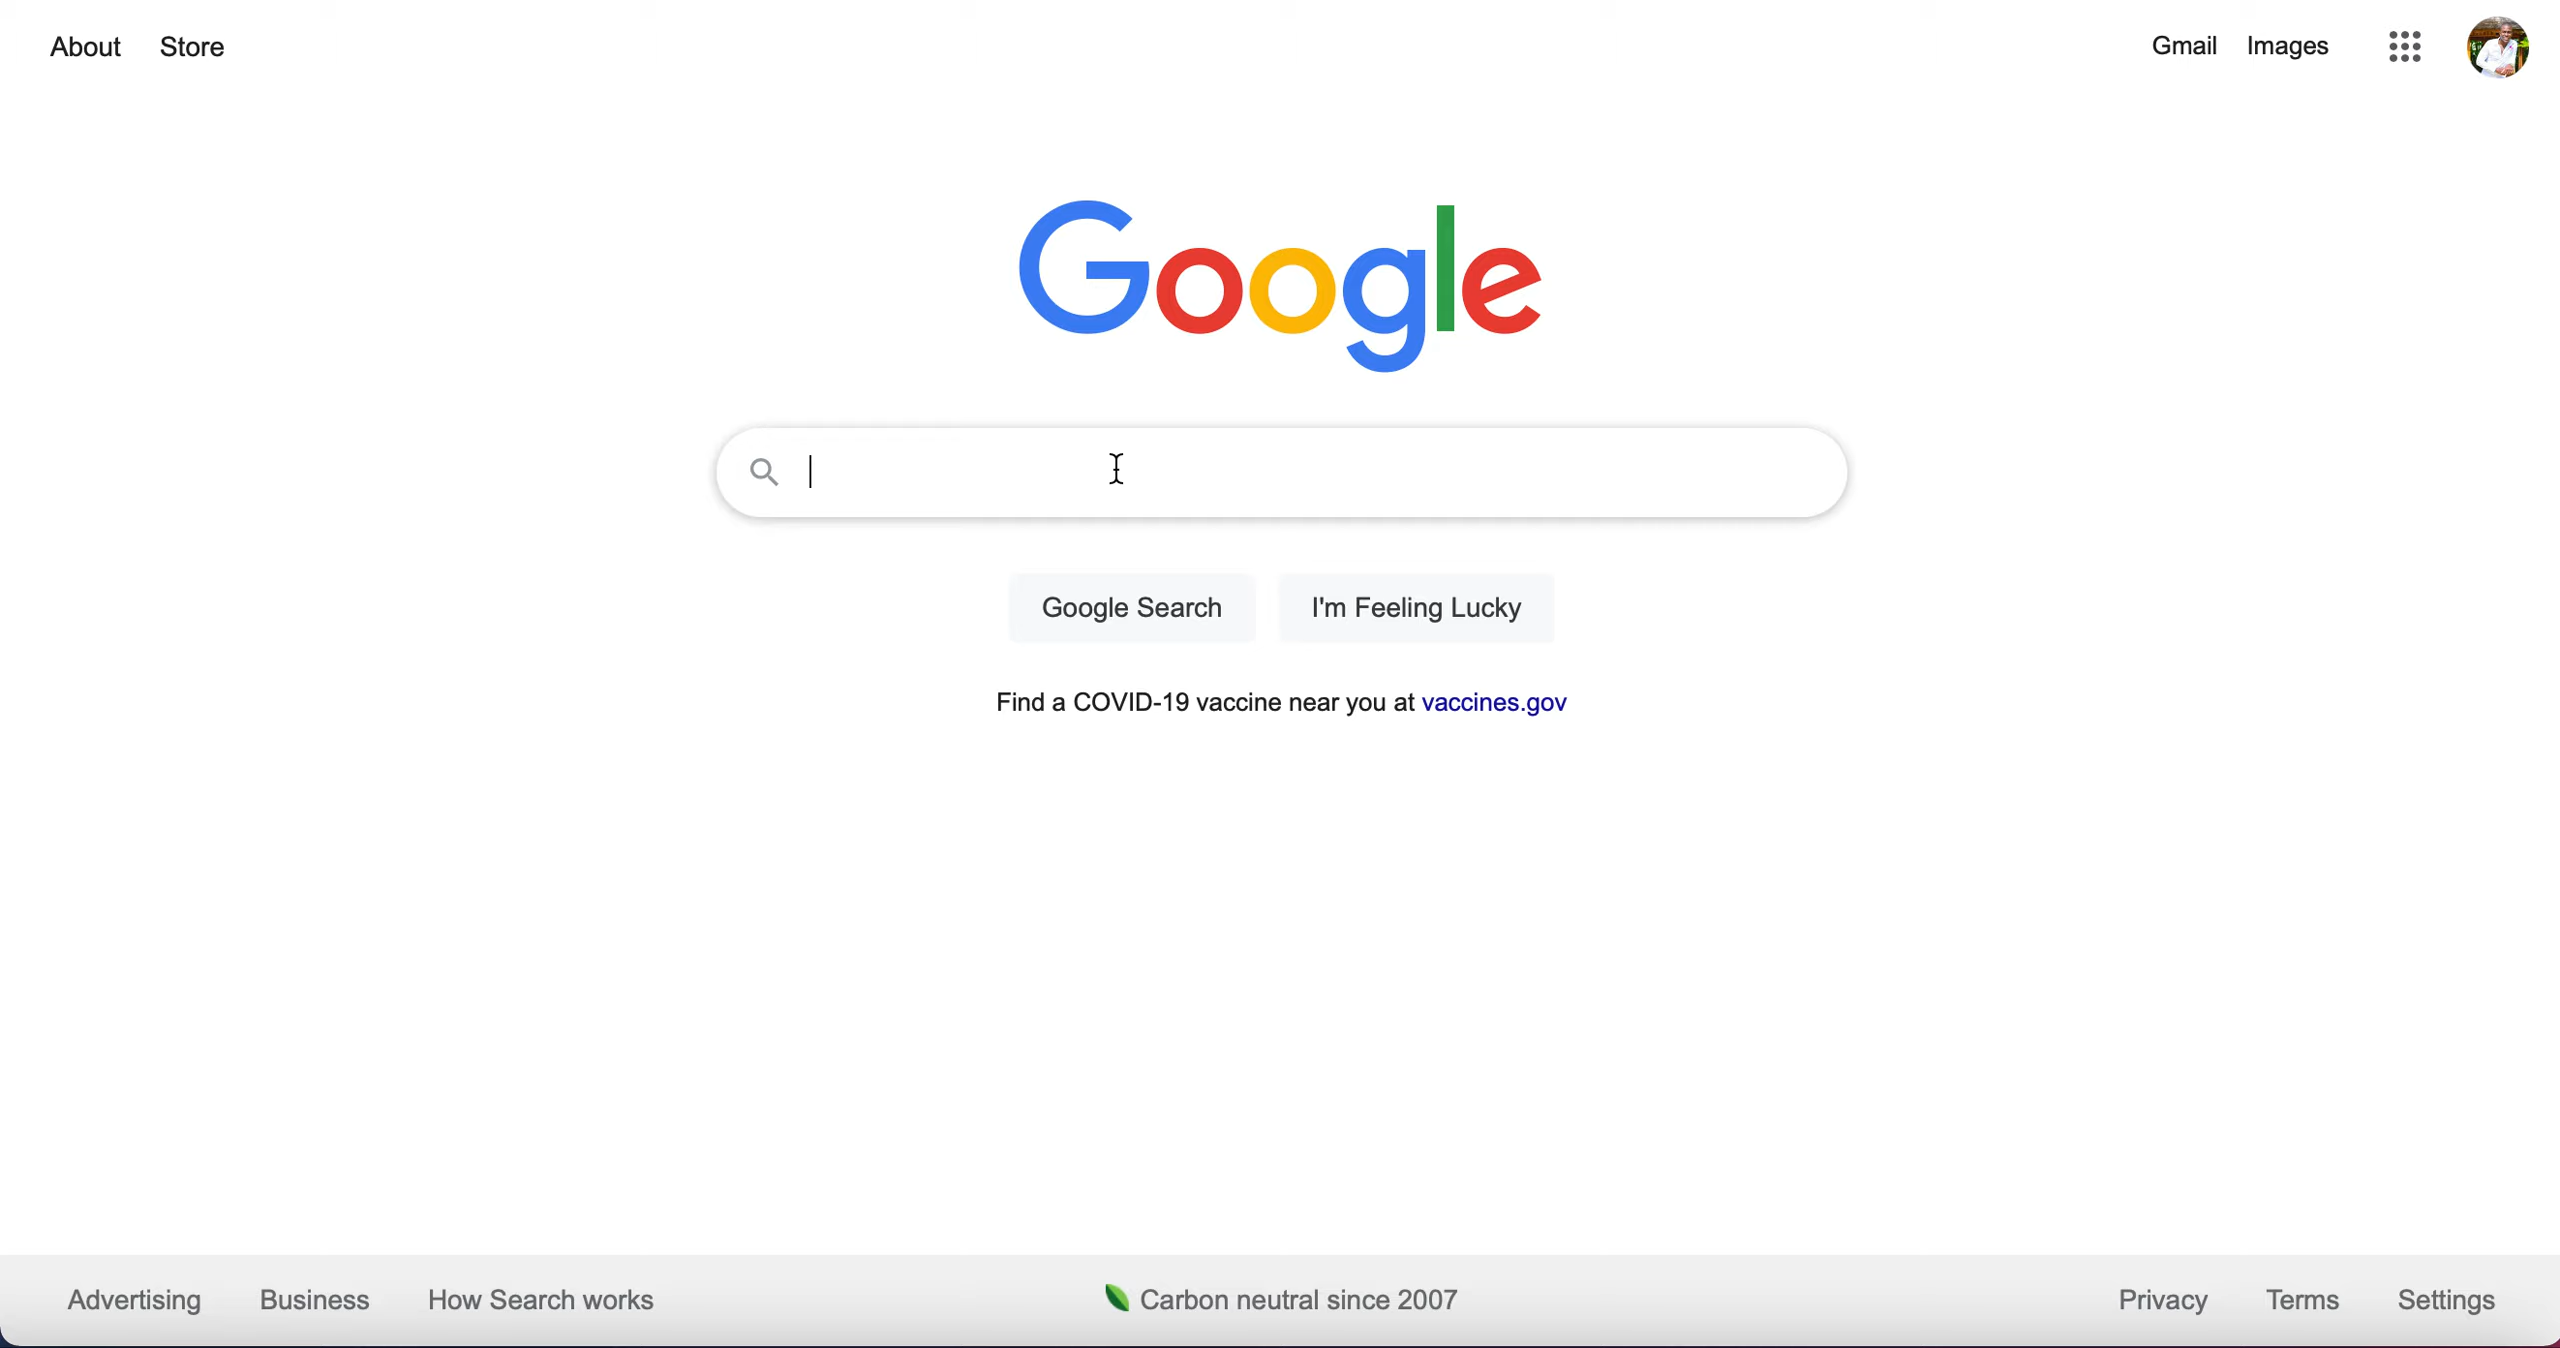 About Store Gmail Images
Google
Google Search I'm Feeling Lucky
Find a COVID-19 vaccine near you at vaccines.gov
Advertising Business How Search works Carbon neutral since 2007 Privacy Terms Settings